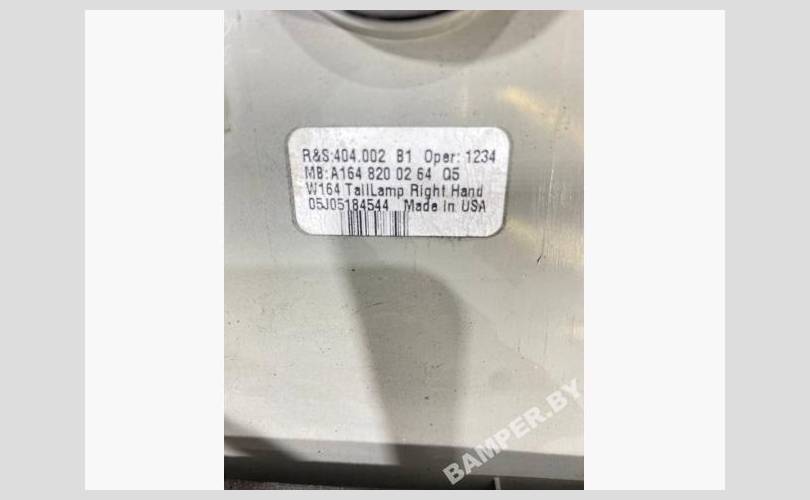 R&S:404.002 B1 Oper: 1234
MB:A164 820 02 64 Q5
W164 TailLamp Right Hand
05J05184544 Made in USA
BAMPER.BY